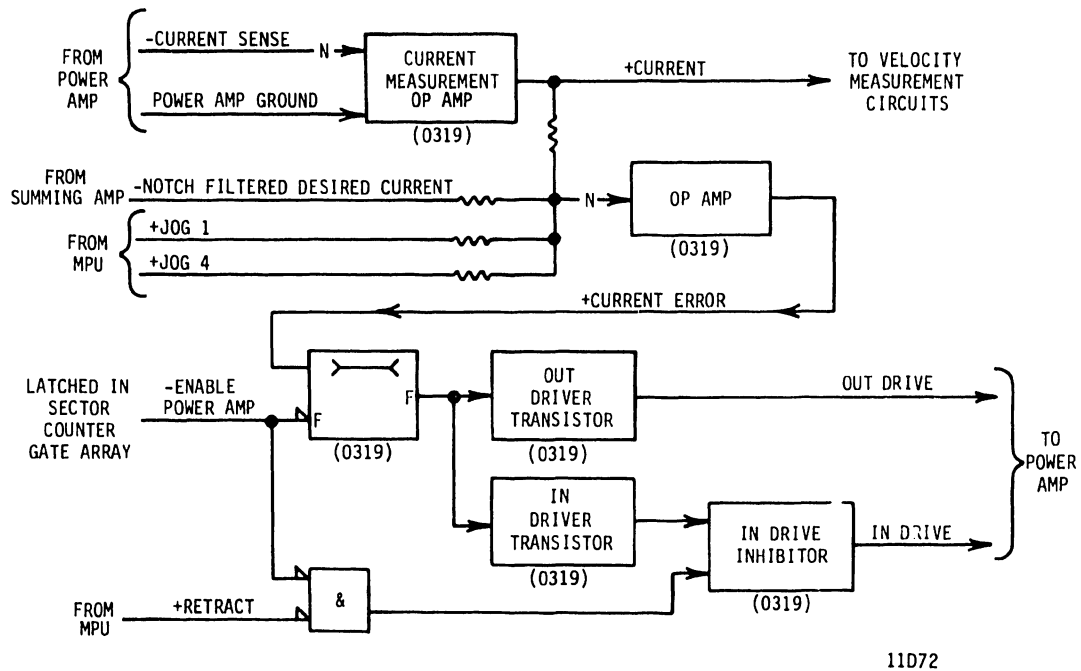 FROM
POWER
AMP
-CURRENT SENSE
N
POWER AMP GROUND
CURRENT
MEASUREMENT
OP AMP
(0319)
+CURRENT
TO VELOCITY
MEASUREMENT
CIRCUITS
FROM
SUMMING AMP
-NOTCH FILTERED DESIRED CURRENT
N
OP AMP
(0319)
FROM
MPU
+JOG 1
+JOG 4
+CURRENT ERROR
LATCHED IN
SECTOR
COUNTER
GATE ARRAY
-ENABLE
POWER AMP
F
F
(0319)
OUT
DRIVER
TRANSISTOR
(0319)
OUT DRIVE
IN
DRIVER
TRANSISTOR
(0319)
IN DRIVE
INHIBITOR
(0319)
IN DRIVE
TO
POWER
AMP
FROM
MPU
+RETRACT
&
11D72